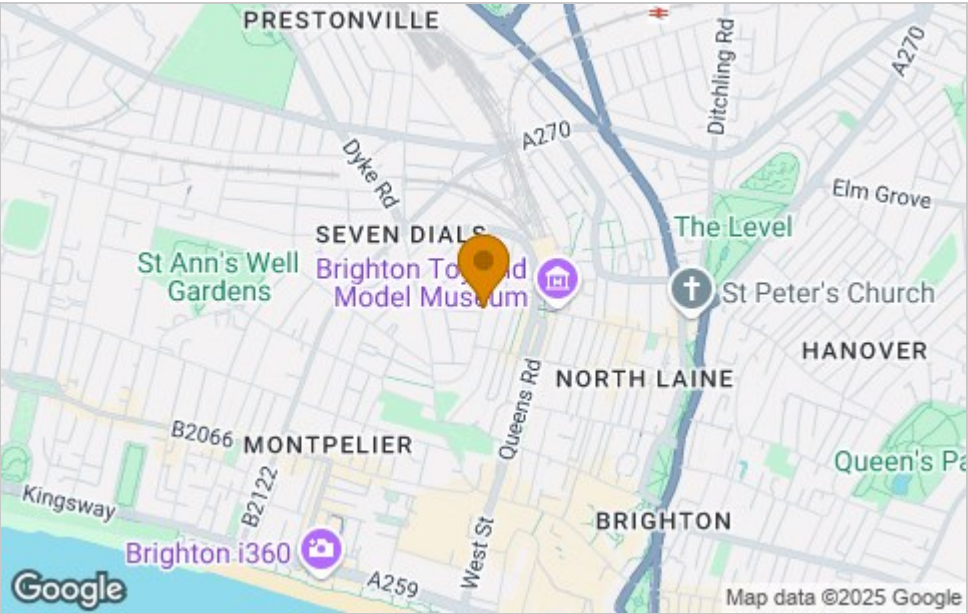 PRESTONVILLE
Ditchling Rd
A270
A270
Dyke Rd
Elm Grove
The Level
SEVEN DIALS
St Ann's Well
Gardens
Brighton Toy and
Model Museum
St Peter's Church
HANOVER
NORTH LAINE
Queens Rd
B2066
MONTPELIER
Queen's Pa
B2122
Kingsway
BRIGHTON
West St
Brighton i360
A259
Google
Map data ©2025 Google